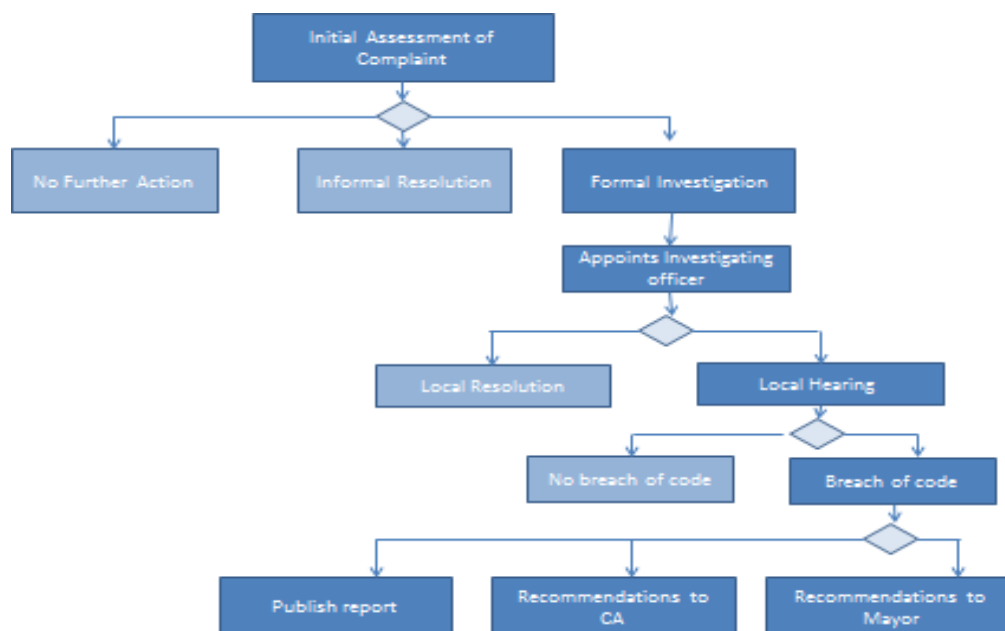 Initial Assessment of
Complaint
No Further Action
Informal Resolution
Formal Investigation
Appoints Investigating
officer
Local Resolution
Local Hearing
No breach of code
Breach of code
Publish report
Recommendations to
CA
Recommendations to
Mayor